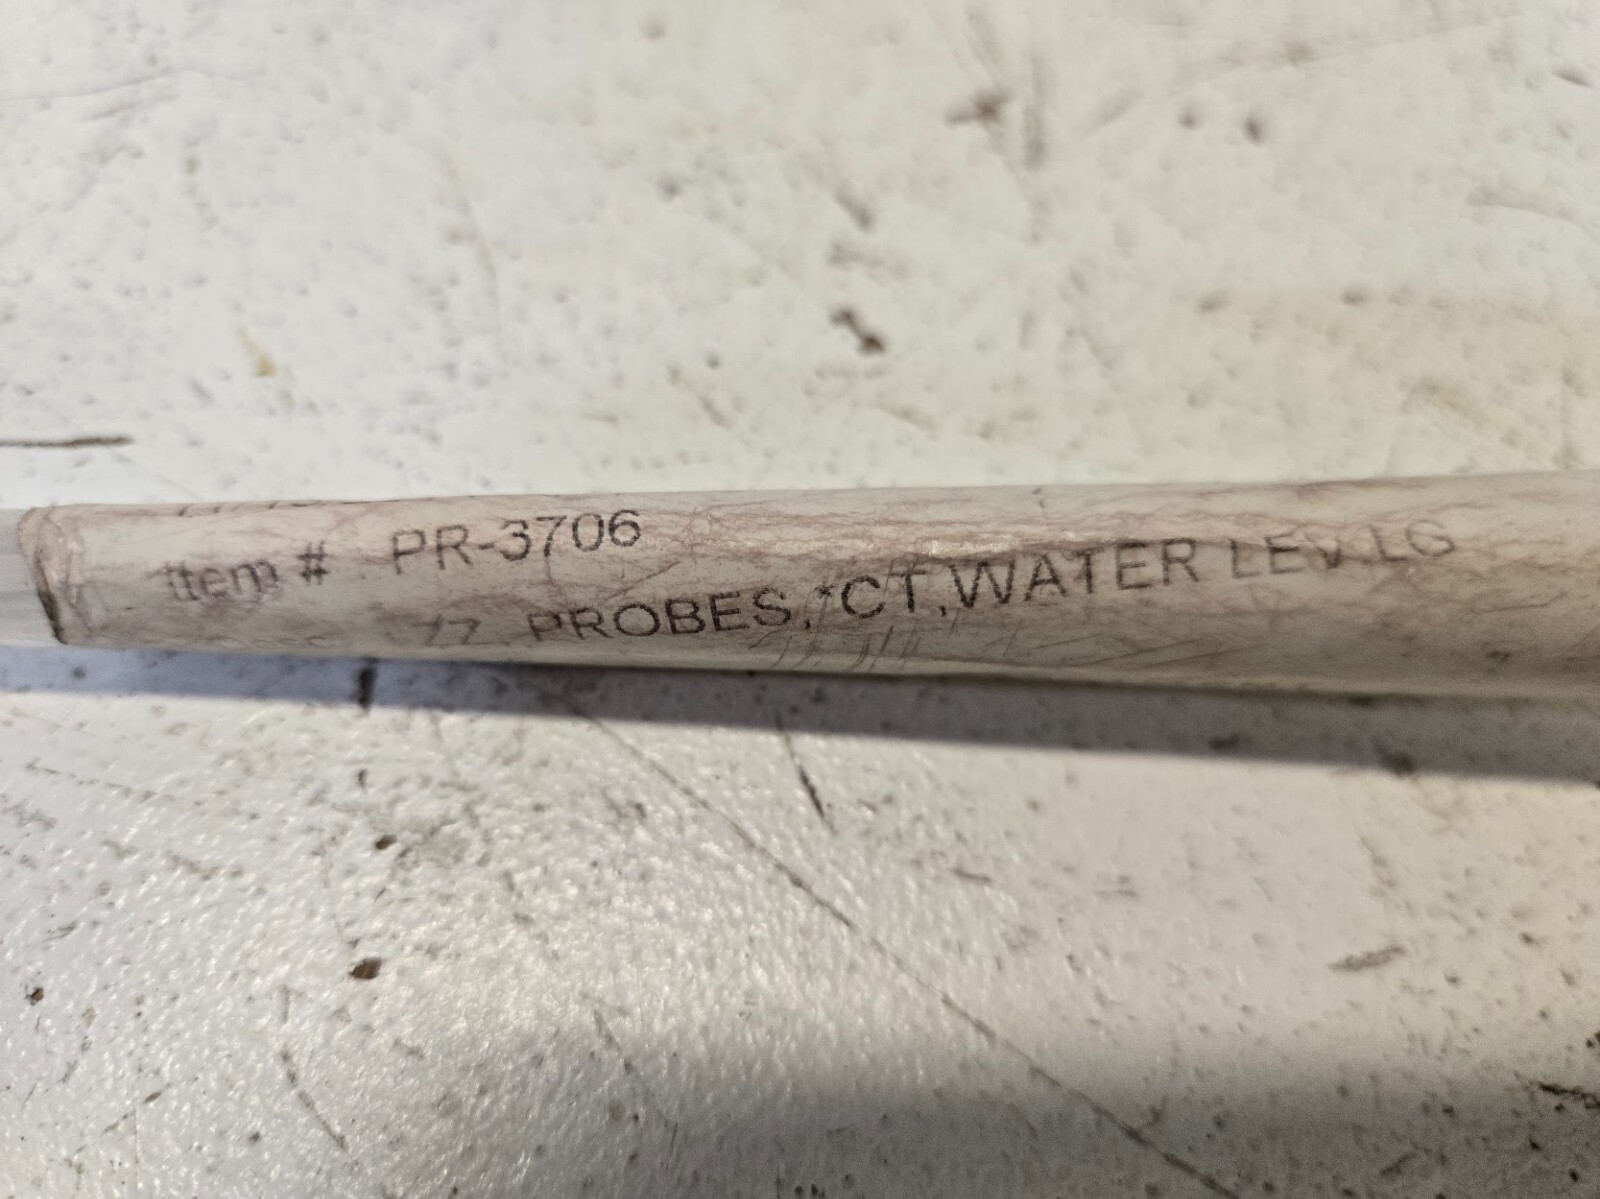 Item # PR-3706
PROBES,*CT,WATER LEV.LG